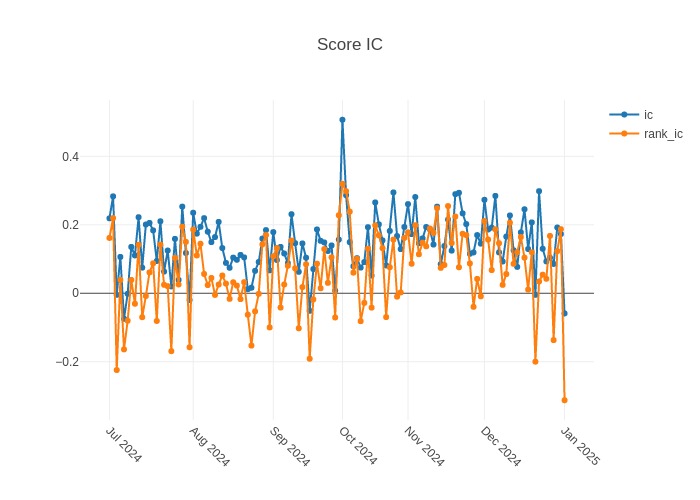 Score IC
ic
rank_ic
0.4
0.2
0
−0.2
Jul 2024
Aug 2024
Sep 2024
Oct 2024
Nov 2024
Dec 2024
Jan 2025